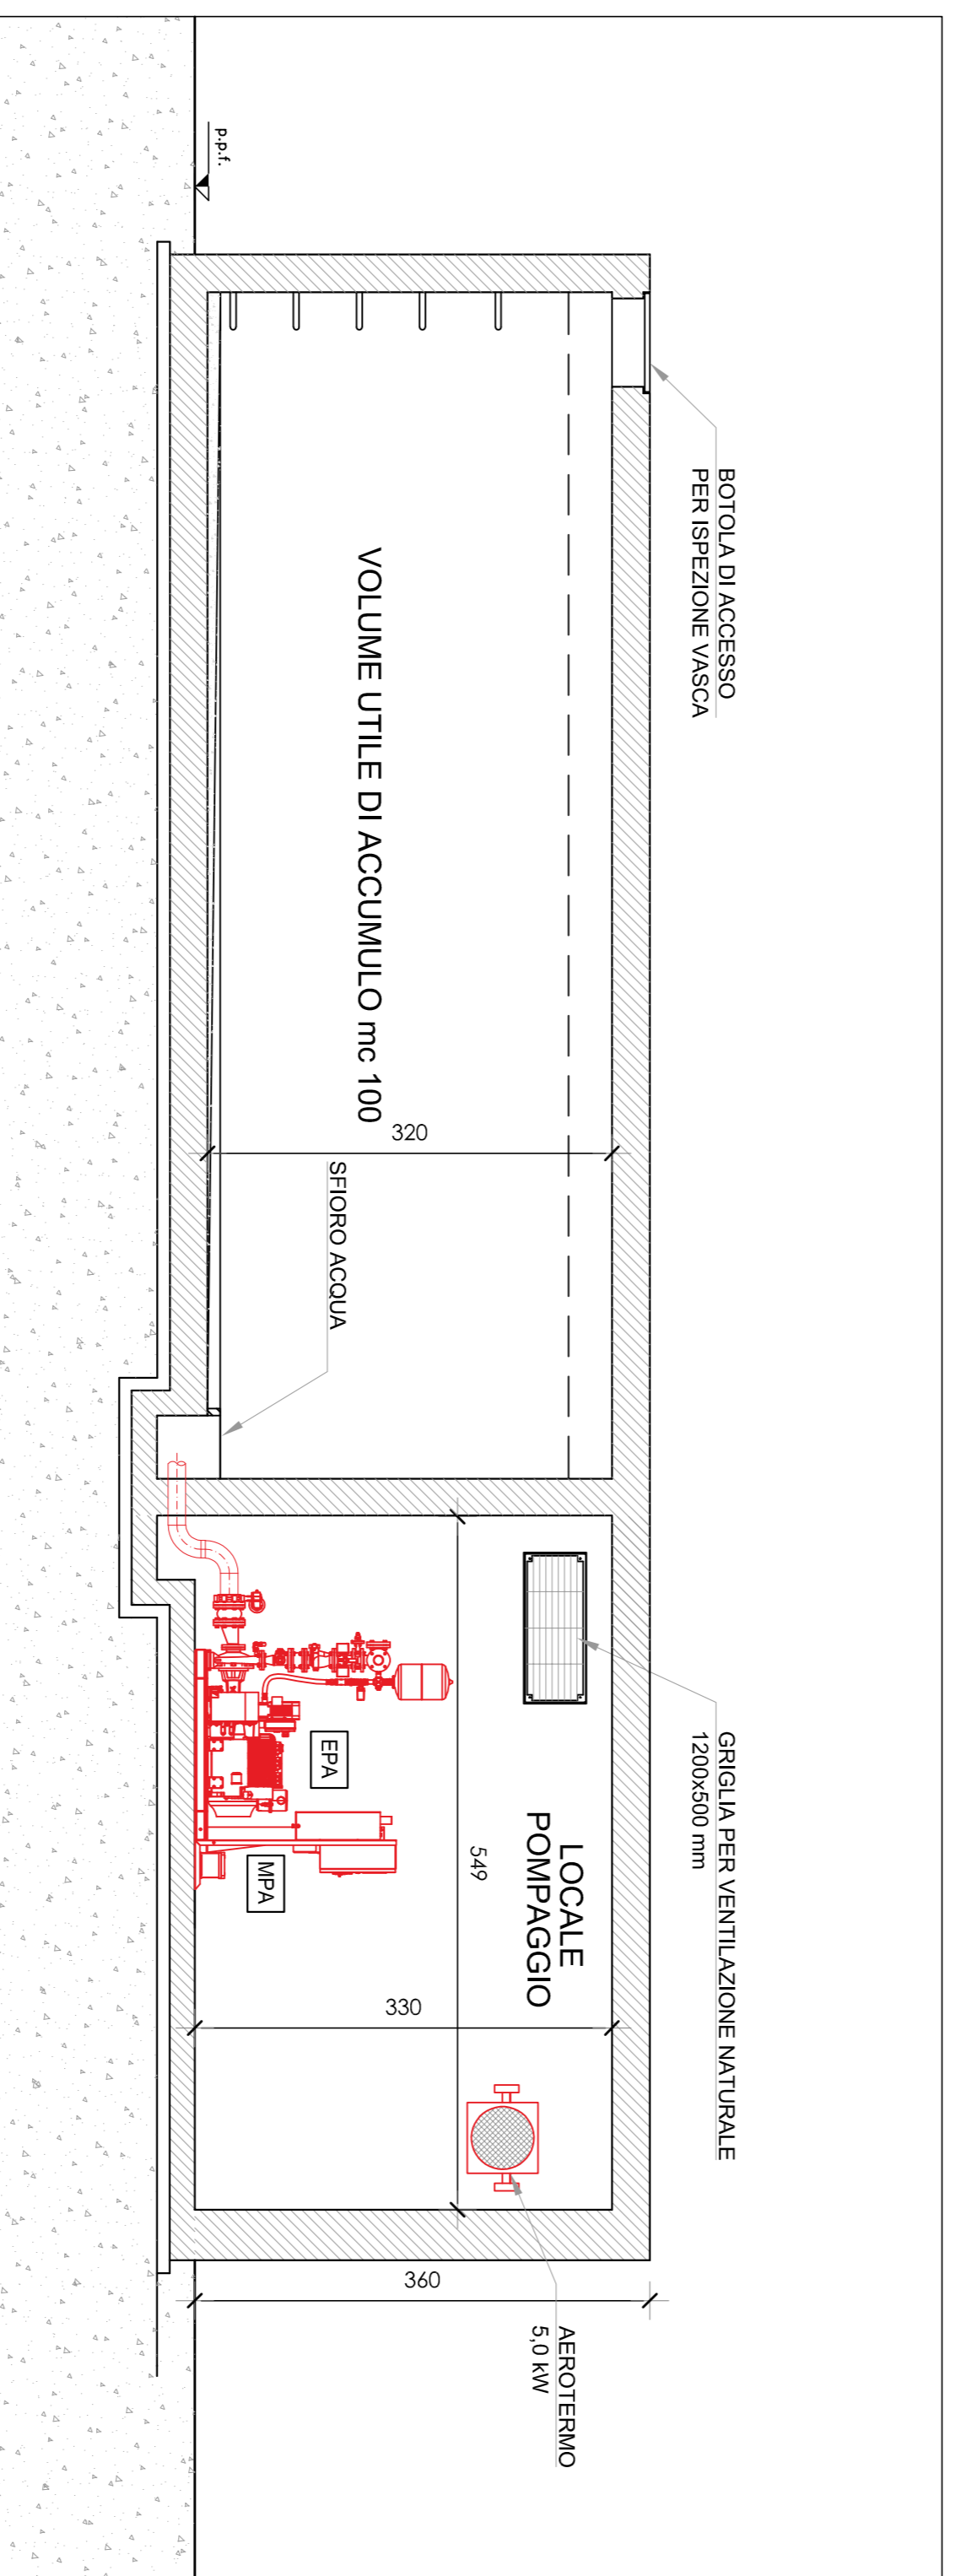 p.p.f.
BOTOLA DI ACCESSO
PER ISPEZIONE VASCA
VOLUME UTILE DI ACCUMULO mc 100
320
SFIORO ACQUA
GRIGLIA PER VENTILAZIONE NATURALE
1200x500 mm
LOCALE
POMPAGGIO
EPA
MPA
549
330
360
AEROTERMO
5,0 kW